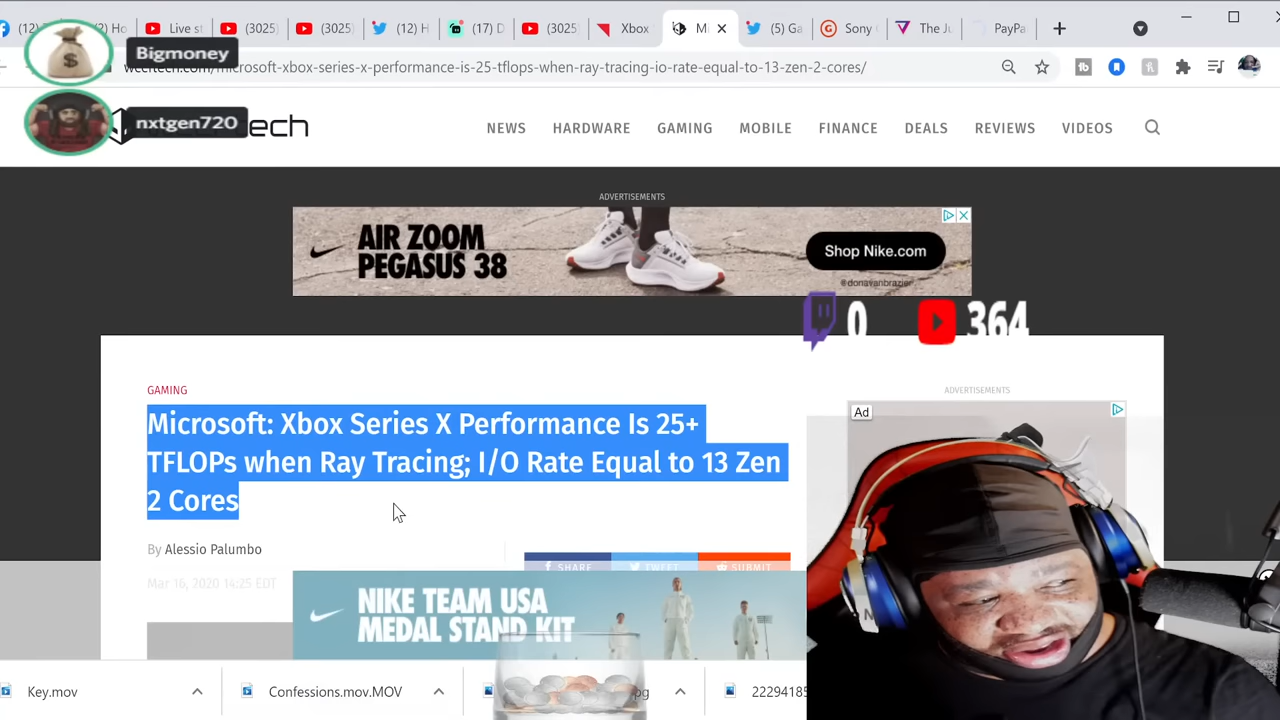 (12)
2) Ho
Live st
(3025)
(3025)
(12) H
(17) D
(3025)
Xbox
Mi
(5) Ga
Sony
The Ju
PayPa
Bigmoney
wccftech.com/microsoft-xbox-series-x-performance-is-25-tflops-when-ray-tracing-io-rate-equal-to-13-zen-2-cores/
nxtgen720
ech
NEWS
HARDWARE
GAMING
MOBILE
FINANCE
DEALS
REVIEWS
VIDEOS
ADVERTISEMENTS
AIR ZOOM
PEGASUS 38
Shop Nike.com
@donavanbrazier
0
364
GAMING
ADVERTISEMENTS
Microsoft: Xbox Series X Performance Is 25+
TFLOPs when Ray Tracing; I/O Rate Equal to 13 Zen
2 Cores
Ad
By Alessio Palumbo
SHARE
TWEET
SUBMIT
Mar 16, 2020 14:25 EDT
NIKE TEAM USA
MEDAL STAND KIT
Key.mov
Confessions.mov.MOV
pg
22294185